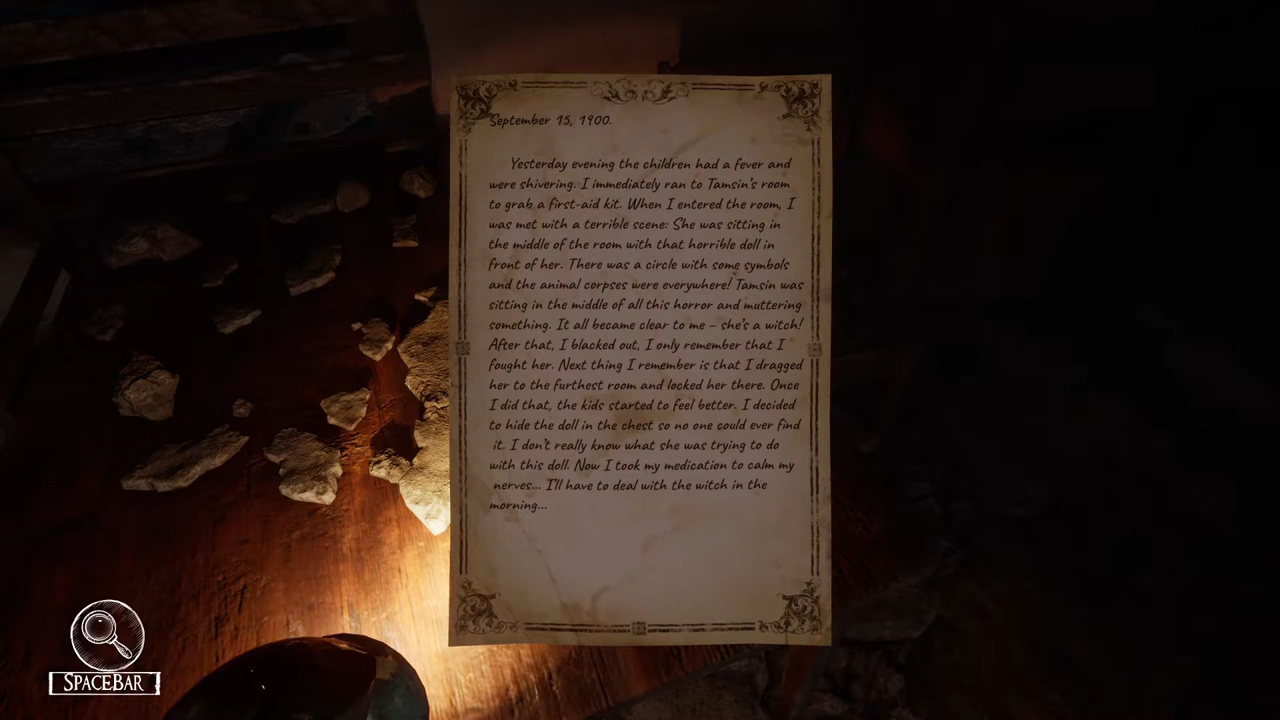 September 15, 1900.
Yesterday evening the children had a fever and
were shivering. I immediately ran to Tamsin's room
to grab a first-aid kit. When I entered the room, I
was met with a terrible scene: She was sitting in
the middle of the room with that horrible doll in
front of her. There was a circle with some symbols
and the animal corpses were everywhere! Tamsin was
sitting in the middle of all this horror and muttering
something. It all became clear to me – she's a witch!
After that, I blacked out, I only remember that I
fought her. Next thing I remember is that I dragged
her to the furthest room and locked her there. Once
I did that, the kids started to feel better. I decided
to hide the doll in the chest so no one could ever find
it. I don't really know what she was trying to do
with this doll. Now I took my medication to calm my
nerves... I'll have to deal with the witch in the
morning...
SPACEBAR